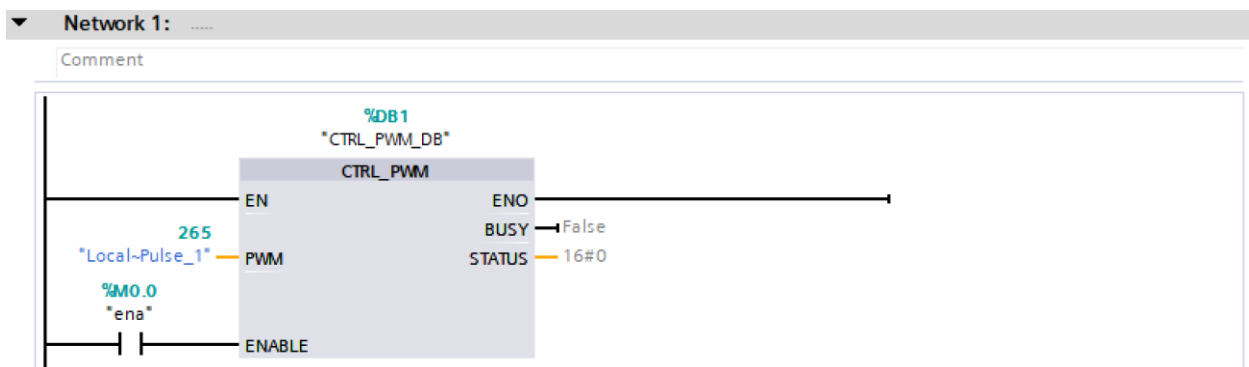 Network 1: .....
Comment
%DB1
"CTRL_PWM_DB"
CTRL_PWM
EN ENO
BUSY False
265
"Local~Pulse_1" PWM STATUS 16#0
%M0.0
"ena"
ENABLE